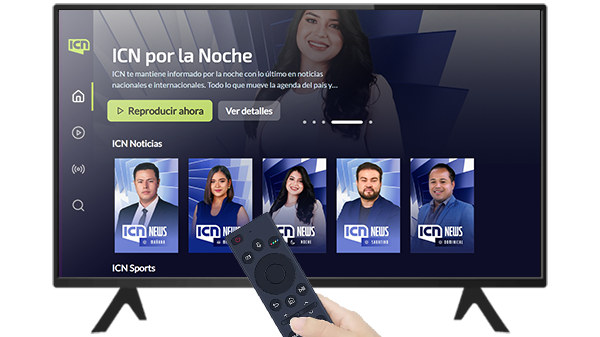 ICN
ICN por la Noche
ICN te mantiene informado por la noche con lo último en noticias
nacionales e internacionales. Todo lo que mueve la agenda del país y...
Reproducir ahora
Ver detalles
ICN Noticias
ICN NEWS
MAÑANA
ICN NEWS
ICN NEWS
NOCHE
ICN NEWS
SABATINO
ICN NEWS
DOMINICAL
ICN Sports